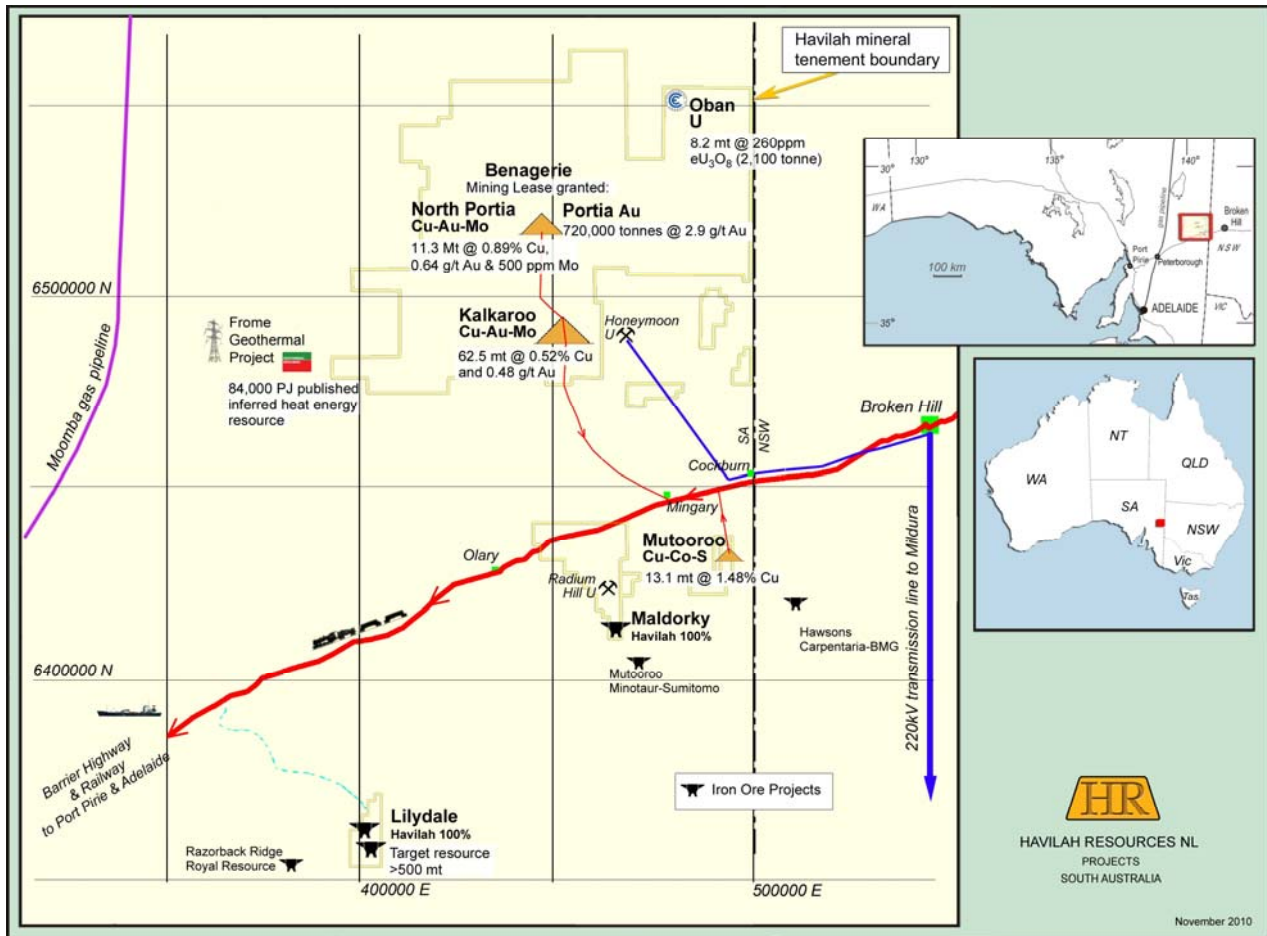 Havilah mineral
tenement boundary
Oban
U
8.2 mt @ 260ppm
eU₃O₈ (2,100 tonne)
Benagerie
Mining Lease granted:
North Portia
Cu-Au-Mo
11.3 Mt @ 0.89% Cu,
0.64 g/t Au & 500 ppm Mo
Portia Au
720,000 tonnes @ 2.9 g/t Au
6500000 N
Frome
Geothermal
Project
84,000 PJ published
inferred heat energy
resource
Moomba gas pipeline
Kalkaroo
Cu-Au-Mo
62.5 mt @ 0.52% Cu
and 0.48 g/t Au
Honeymoon
U
SA
NSW
Broken Hill
Cockburn
Mingary
Olary
Mutooroo
Cu-Co-S
13.1 mt @ 1.48% Cu
Radium
Hill U
Maldorky
Havilah 100%
Mutooroo
Minotaur-Sumitomo
Hawsons
Carpentaria-BMG
220kV transmission line to Mildura
6400000 N
Barrier Highway
& Railway
to Port Pirie & Adelaide
Iron Ore Projects
Lilydale
Havilah 100%
Target resource
>500 mt
Razorback Ridge
Royal Resource
400000 E
500000 E
130°
135°
140°
30°
35°
WA
gas pipeline
Broken
Hill
NSW
Port
Pirie
Peterborough
100 km
ADELAIDE
VIC
NT
QLD
WA
SA
NSW
Vic
Tas
HR
HAVILAH RESOURCES NL
PROJECTS
SOUTH AUSTRALIA
November 2010